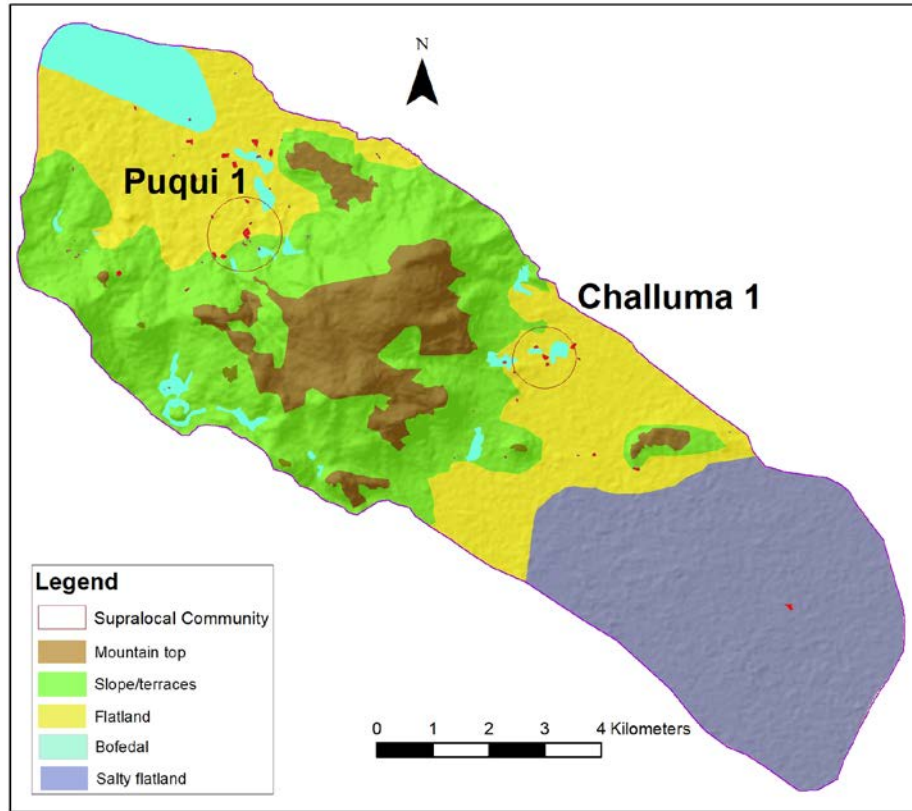 N
Puqui 1
Challuma 1
Legend
Supralocal Community
Mountain top
Slope/terraces
Flatland
Bofedal
Salty flatland
0 1 2 3 4 Kilometers